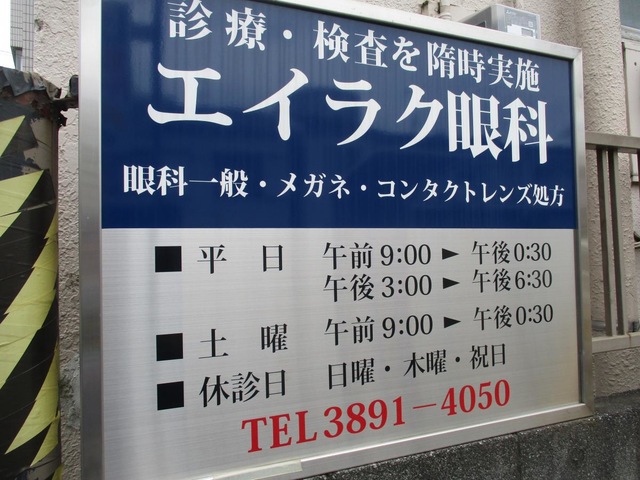 診療・検査を隋時実施
エイラク眼科
眼科一般・メガネ・コンタクトレンズ処方
■ 平 日 午前 9:00 ► 午後 0:30
午後 3:00 ► 午後 6:30
■ 土 曜 午前 9:00 ► 午後 0:30
■ 休診日 日曜・木曜・祝日
TEL 3891-4050